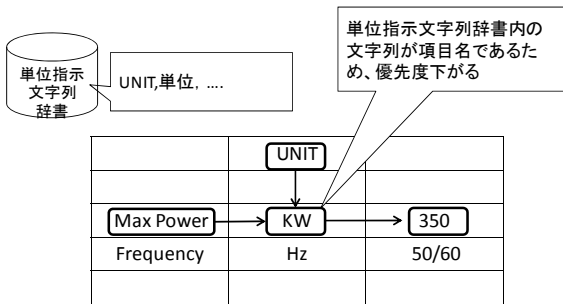 単位指示文字列辞書内の
文字列が項目名であるた
め、優先度下がる
単位指示
文字列
辞書
UNIT,単位, ....
UNIT
Max Power
KW
350
Frequency
Hz
50/60